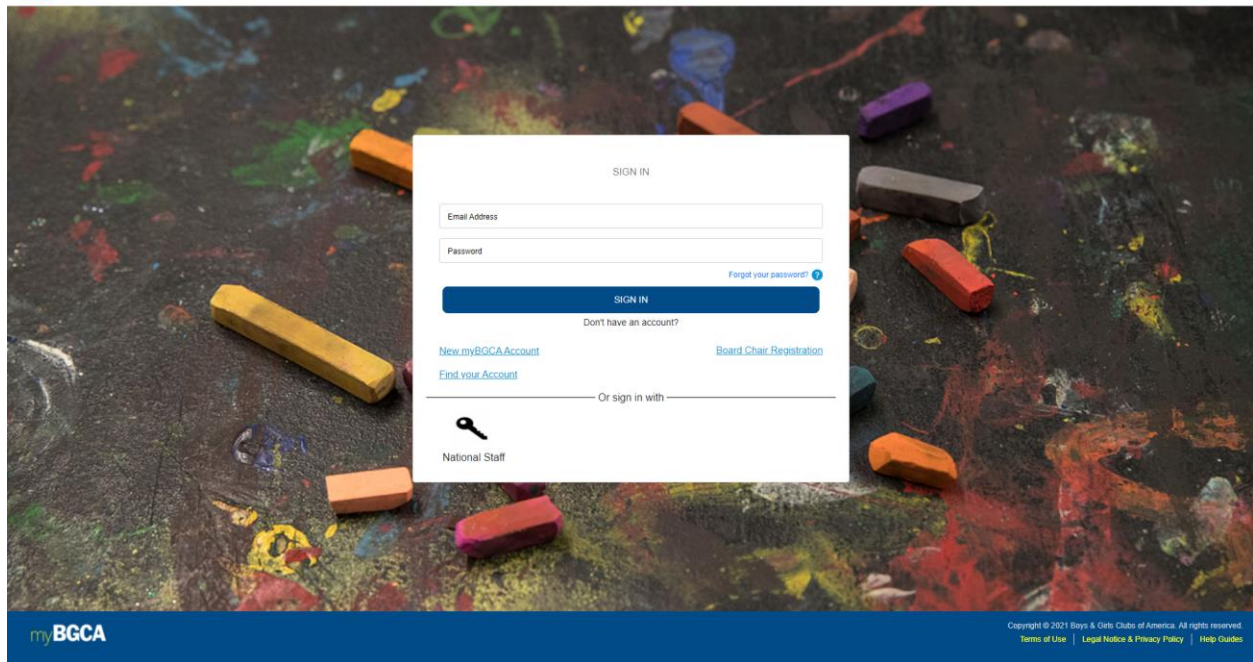 SIGN IN
Email Address
Password
Forgot your password? ?
SIGN IN
Don't have an account?
New myBGCA Account
Board Chair Registration
Find your Account
Or sign in with
National Staff
myBGCA
Copyright © 2021 Boys & Girls Clubs of America. All rights reserved.
Terms of Use | Legal Notice & Privacy Policy | Help Guides